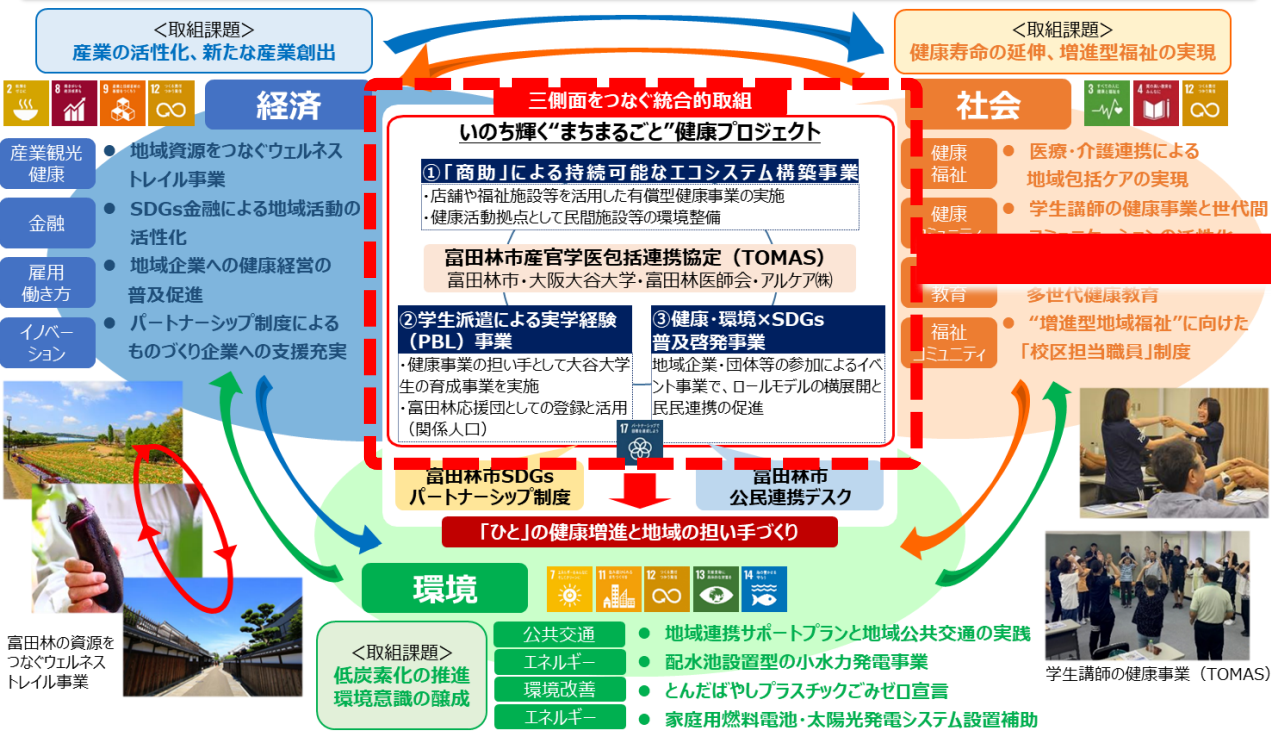 <取組課題>
産業の活性化、新たな産業創出
<取組課題>
健康寿命の延伸、増進型福祉の実現
2
8
9
12
経済
三側面をつなぐ統合的取組
社会
3
4
12
いのち輝く“まちまるごと”健康プロジェクト
産業観光
健康
● 地域資源をつなぐウェルネス
トレイル事業
金融
● SDGs金融による地域活動の
活性化
雇用
働き方
● 地域企業への健康経営の
普及促進
イノベー
ション
● パートナーシップ制度による
ものづくり企業への支援充実
①「商助」による持続可能なエコシステム構築事業
・店舗や福祉施設等を活用した有償型健康事業の実施
・健康活動拠点として民間施設等の環境整備
富田林市産官学医包括連携協定（TOMAS）
富田林市・大阪大谷大学・富田林医師会・アルケア㈱
②学生派遣による実学経験
（PBL）事業
・健康事業の担い手として大谷大学
生の育成事業を実施
・富田林応援団としての登録と活用
（関係人口）
③健康・環境×SDGs
普及啓発事業
地域企業・団体等の参加によるイベ
ント事業で、ロールモデルの横展開と
民民連携の促進
17
健康
福祉
● 医療・介護連携による
地域包括ケアの実現
健康
● 学生講師の健康事業と世代間
教育
多世代健康教育
福祉
コミュニティ
● “増進型地域福祉”に向けた
「校区担当職員」制度
富田林市SDGs
パートナーシップ制度
富田林市
公民連携デスク
「ひと」の健康増進と地域の担い手づくり
環境
7
11
12
13
14
<取組課題>
低炭素化の推進
環境意識の醸成
公共交通
● 地域連携サポートプランと地域公共交通の実践
エネルギー
● 配水池設置型の小水力発電事業
環境改善
● とんだばやしプラスチックごみゼロ宣言
エネルギー
● 家庭用燃料電池・太陽光発電システム設置補助
富田林の資源を
つなぐウェルネス
トレイル事業
学生講師の健康事業（TOMAS）